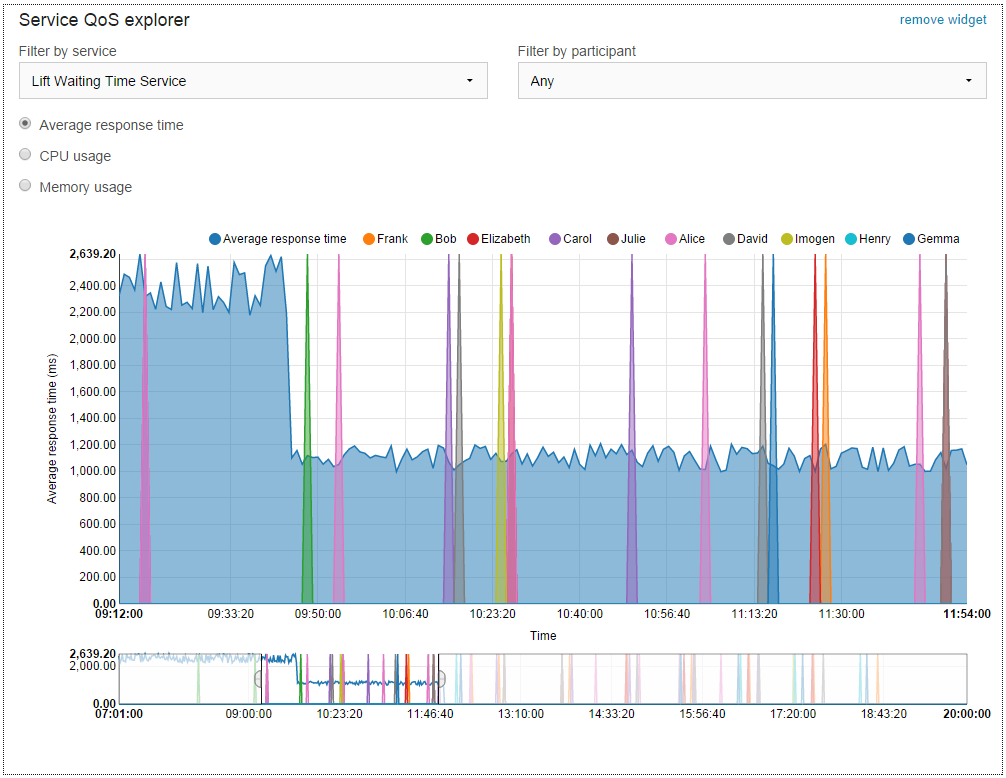 Service QoS explorer remove widget
Filter by service Filter by participant
Lift Waiting Time Service Any
Average response time
CPU usage
Memory usage
Average response time Frank Bob Elizabeth Carol Julie Alice David Imogen Henry Gemma
2,639.20
2,400.00
2,200.00
2,000.00
1,800.00
1,600.00
1,400.00
1,200.00
1,000.00
800.00
600.00
400.00
200.00
0.00
Average response time (ms)
09:12:00 09:33:20 09:50:00 10:06:40 10:23:20 10:40:00 10:56:40 11:13:20 11:30:00 11:54:00
Time
2,639.20
2,000.00
0.00
07:01:00 09:00:00 10:23:20 11:46:40 13:10:00 14:33:20 15:56:40 17:20:00 18:43:20 20:00:00